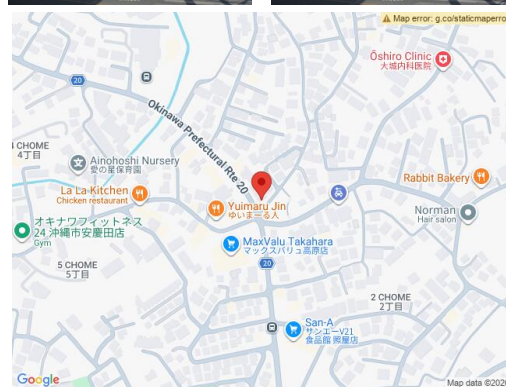 Map error: g.co/staticmaperro
Ōshiro Clinic
大城内科医院
20
Okinawa Prefectural Rte 20
CHOME
4丁目
Ainohoshi Nursery
愛の星保育園
La La Kitchen
Chicken restaurant
Rabbit Bakery
Yuimaru Jin
ゆいまーる人
オキナワフィットネス
24 沖縄市安慶田店
Gym
Norman
Hair salon
MaxValu Takahara
マックスバリュ高原店
20
5 CHOME
5丁目
2 CHOME
2丁目
San-A
サンエーV21
食品館 照屋店
Google
Map data ©202